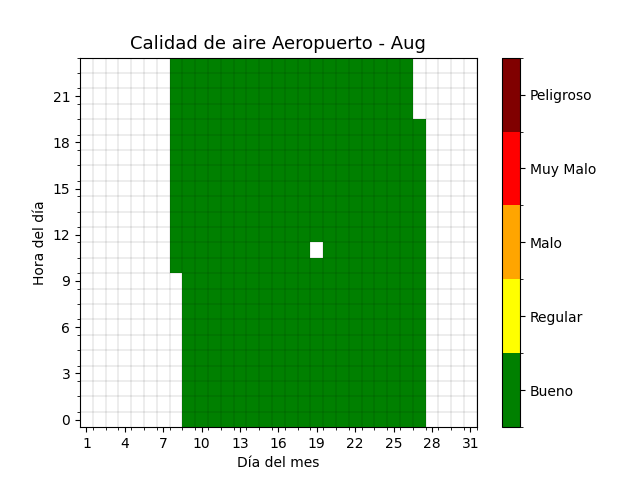 Calidad de aire Aeropuerto - Aug
Hora del día
21
18
15
12
9
6
3
0
1 4 7 10 13 16 19 22 25 28 31
Día del mes
Peligroso
Muy Malo
Malo
Regular
Bueno